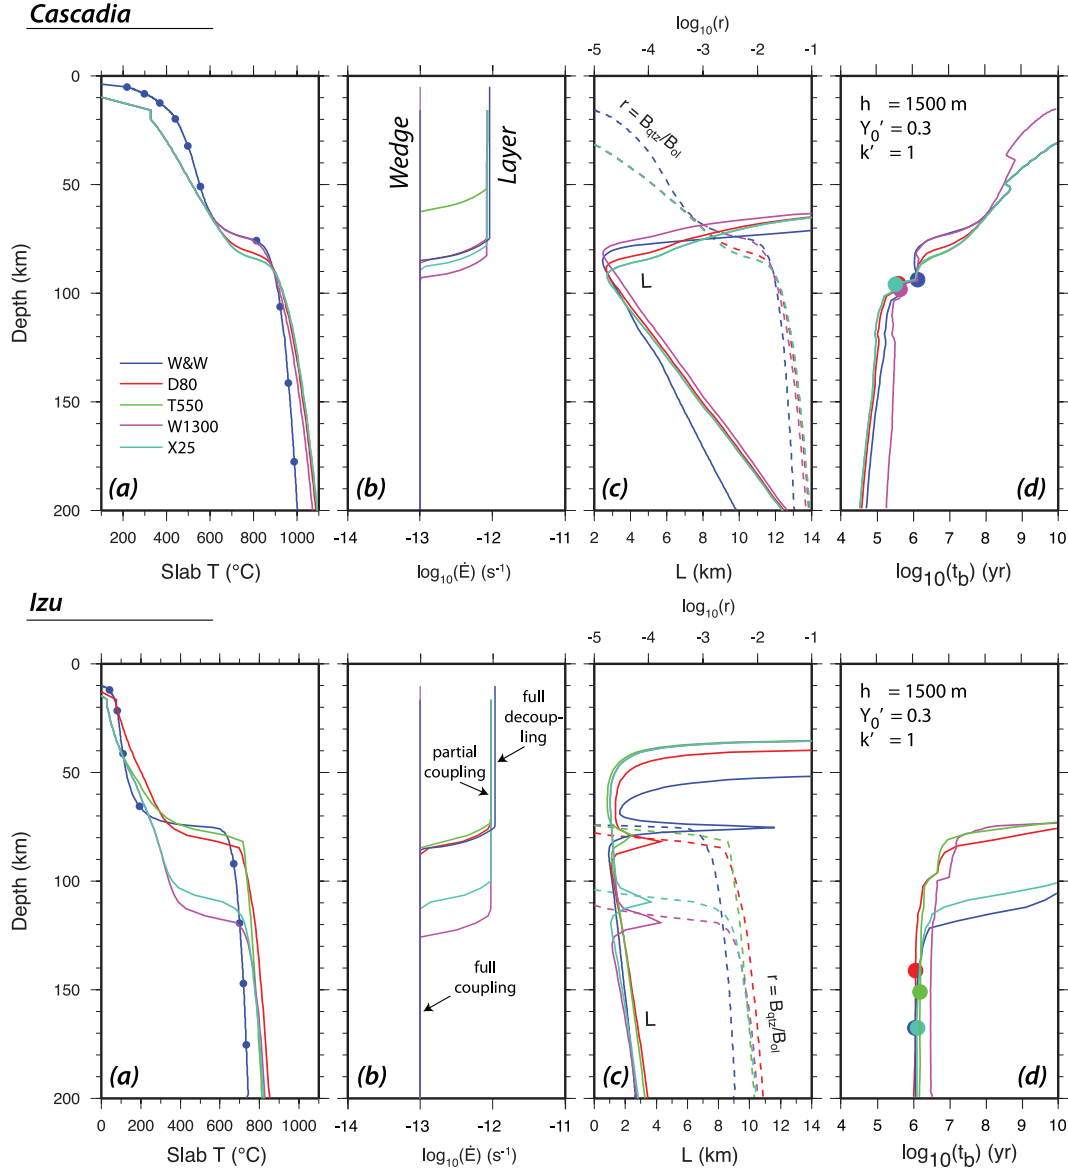 Cascadia
log10(r)
-5 -4 -3 -2 -1
0
50
100
150
200
Depth (km)
W&W
D80
T550
W1300
X25
(a)
200 400 600 800 1000
Slab T (°C)
Wedge
Layer
(b)
-14 -13 -12 -11
log10(Ė) (s-1)
r = Bqtz/Bol
L
(c)
2 4 6 8 10 12 14
L (km)
h = 1500 m
Y0' = 0.3
k' = 1
(d)
4 5 6 7 8 9 10
log10(tb) (yr)
Izu
log10(r)
-5 -4 -3 -2 -1
0
50
100
150
200
Depth (km)
(a)
0 200 400 600 800 1000
Slab T (°C)
full
decoup-
ling
partial
coupling
full
coupling
(b)
-14 -13 -12 -11
log10(Ė) (s-1)
L
r = Bqtz/Bol
(c)
0 2 4 6 8 10 12 14
L (km)
h = 1500 m
Y0' = 0.3
k' = 1
(d)
4 5 6 7 8 9 10
log10(tb) (yr)